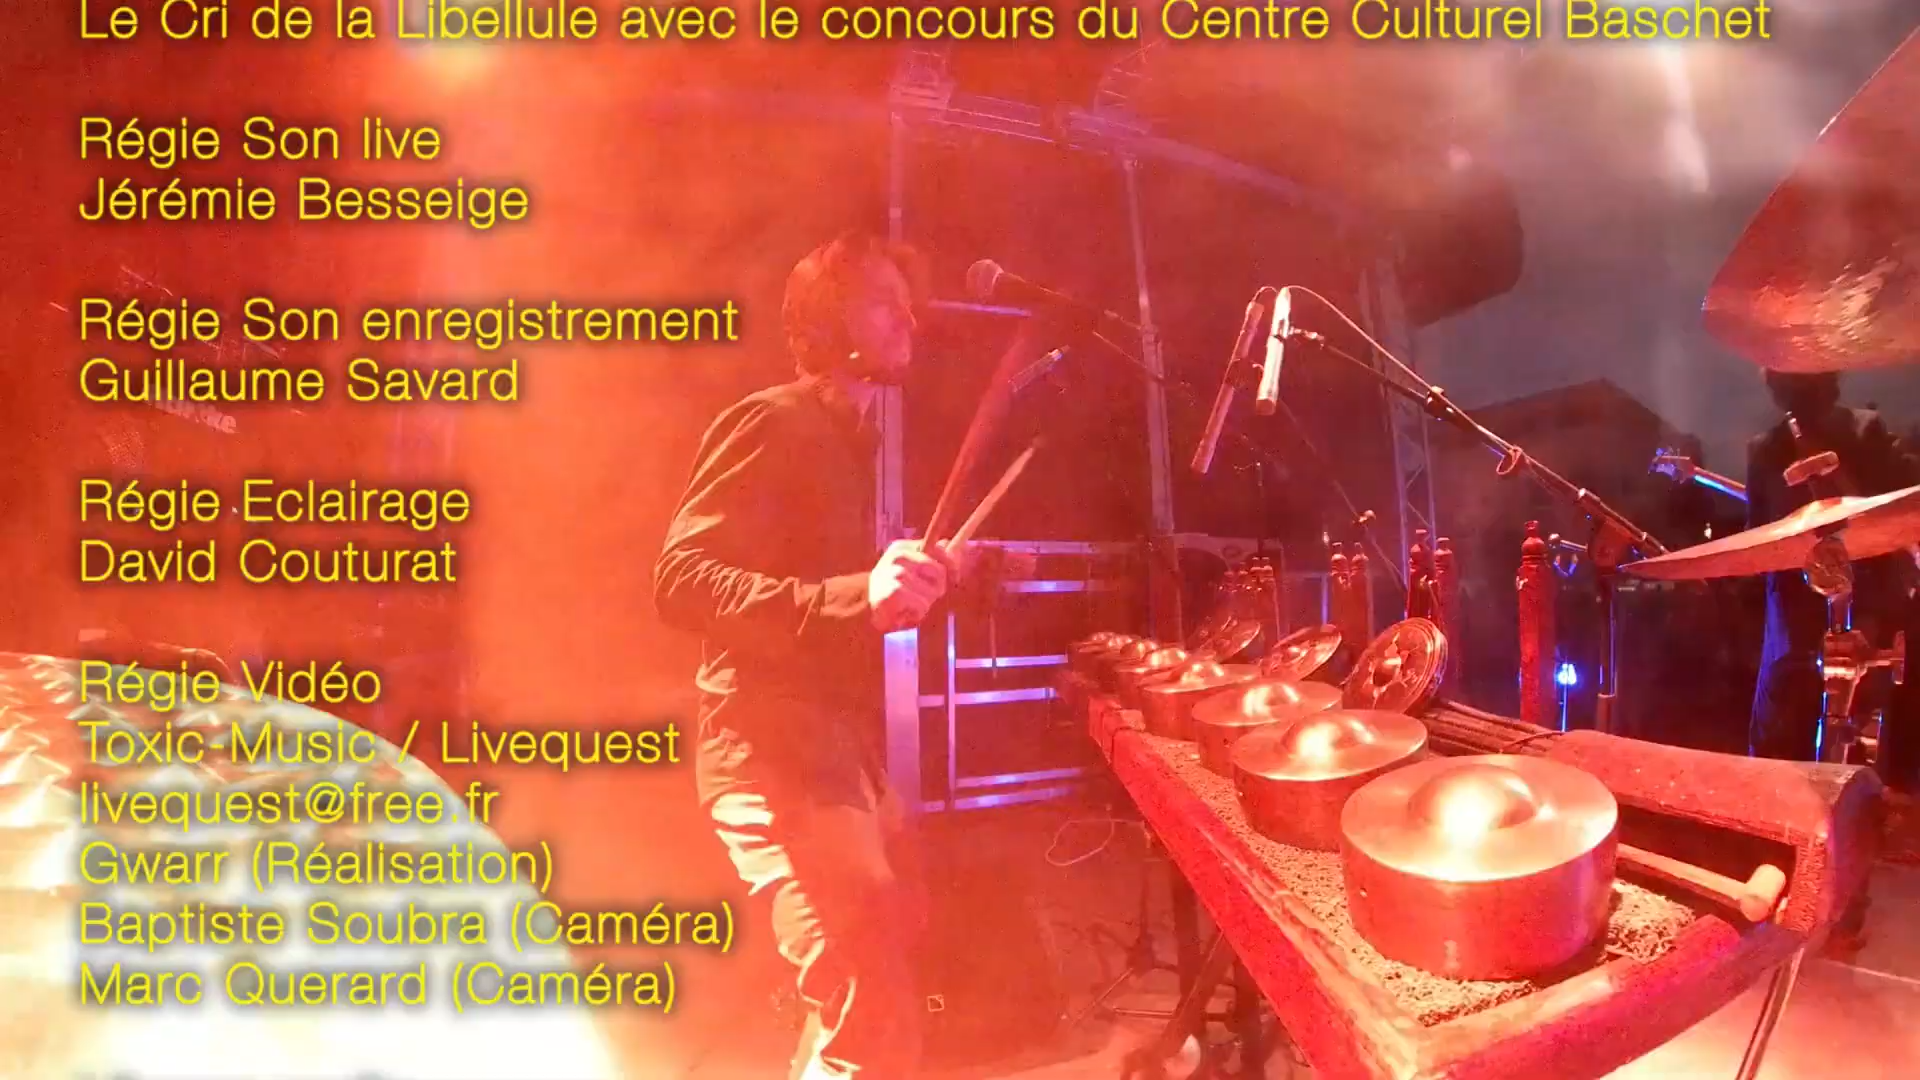 Le Cri de la Libellule avec le concours du Centre Culturel Baschet
Régie Son live
Jérémie Besseige
Régie Son enregistrement
Guillaume Savard
Régie Eclairage
David Couturat
Régie Vidéo
Toxic-Music / Livequest
livequest@free.fr
Gwarr (Réalisation)
Baptiste Soubra (Caméra)
Marc Querard (Caméra)